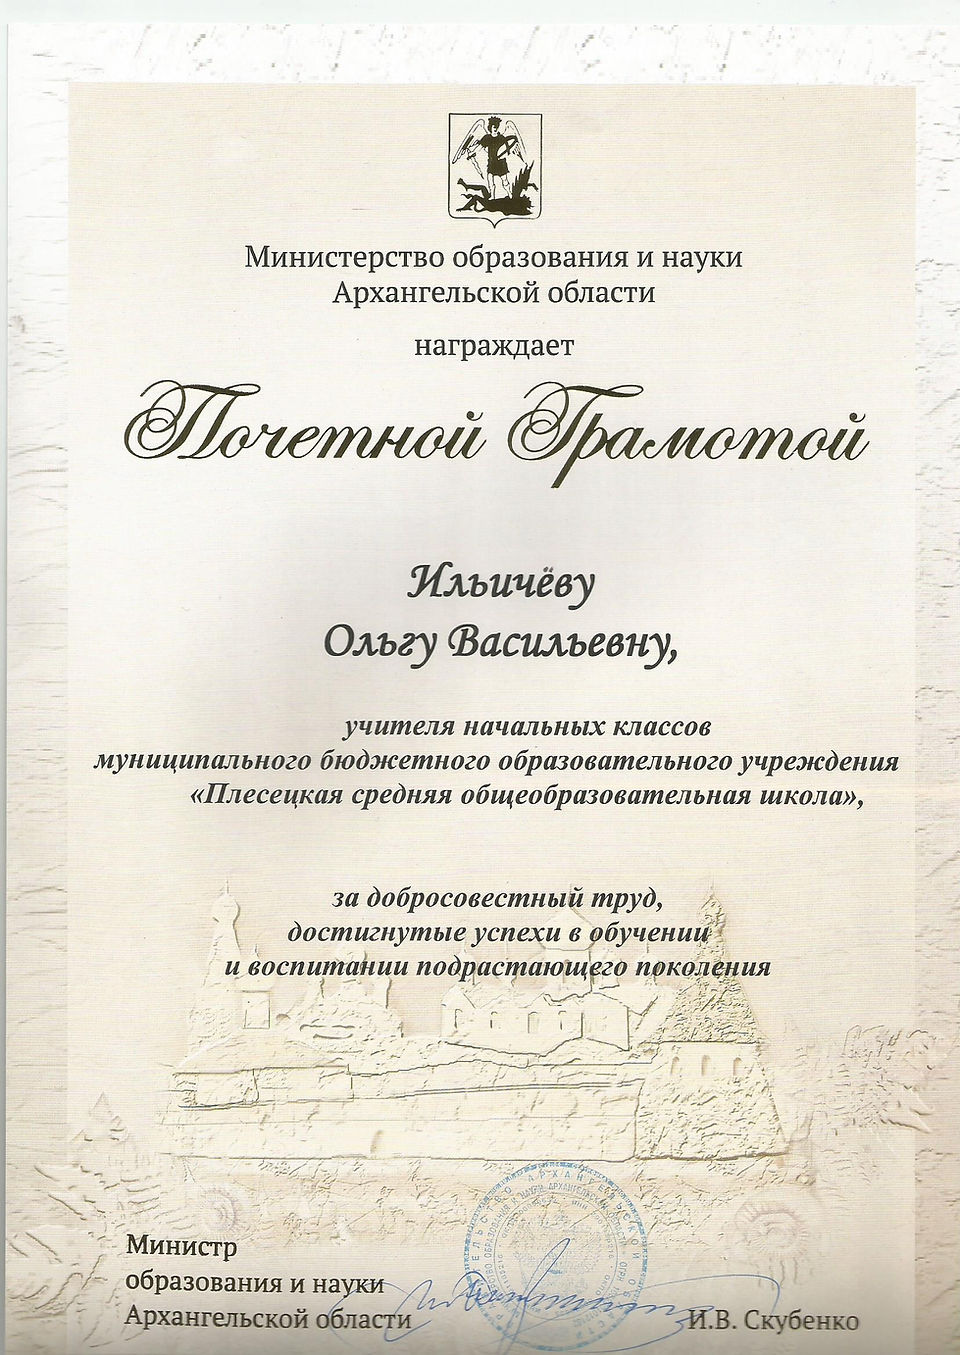 Министерство образования и науки
Архангельской области
награждает
Почетной Грамотой
Ильичёву
Ольгу Васильевну,
учителя начальных классов
муниципального бюджетного образовательного учреждения
«Плесецкая средняя общеобразовательная школа»,
за добросовестный труд,
достигнутые успехи в обучении
и воспитании подрастающего поколения
Министр
образования и науки
Архангельской области
И.В. Скубенко